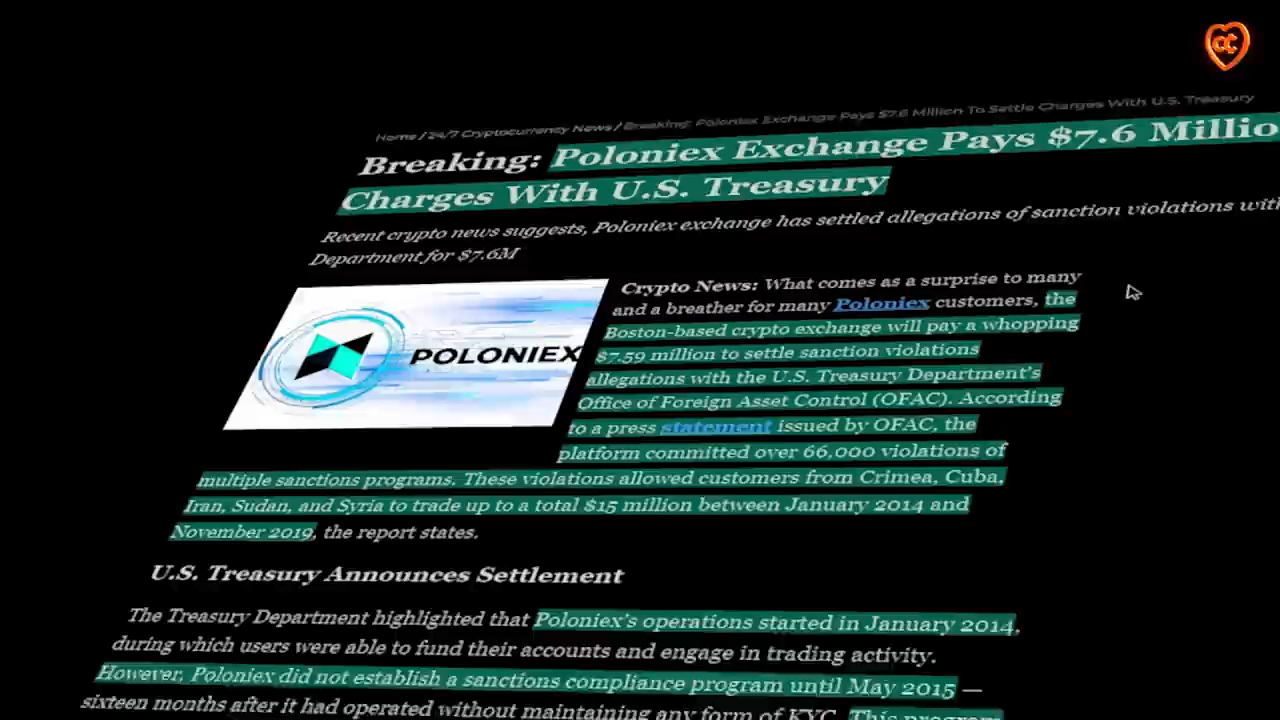 CC
Home / 24/7 Cryptocurrency News / Breaking: Poloniex Exchange Pays $7.6 Million To Settle Charges With U.S. Treasury
Breaking: Poloniex Exchange Pays $7.6 Millio
Charges With U.S. Treasury
Recent crypto news suggests, Poloniex exchange has settled allegations of sanction violations with
Department for $7.6M
Crypto News: What comes as a surprise to many
and a breather for many Poloniex customers, the
Boston-based crypto exchange will pay a whopping
POLONIEX
$7.59 million to settle sanction violations
allegations with the U.S. Treasury Department's
Office of Foreign Asset Control (OFAC). According
to a press statement issued by OFAC, the
platform committed over 66,000 violations of
multiple sanctions programs. These violations allowed customers from Crimea, Cuba,
Iran, Sudan, and Syria to trade up to a total $15 million between January 2014 and
November 2019, the report states.
U.S. Treasury Announces Settlement
The Treasury Department highlighted that Poloniex's operations started in January 2014,
during which users were able to fund their accounts and engage in trading activity.
However, Poloniex did not establish a sanctions compliance program until May 2015 —
sixteen months after it had operated without maintaining any form of KYC. This program